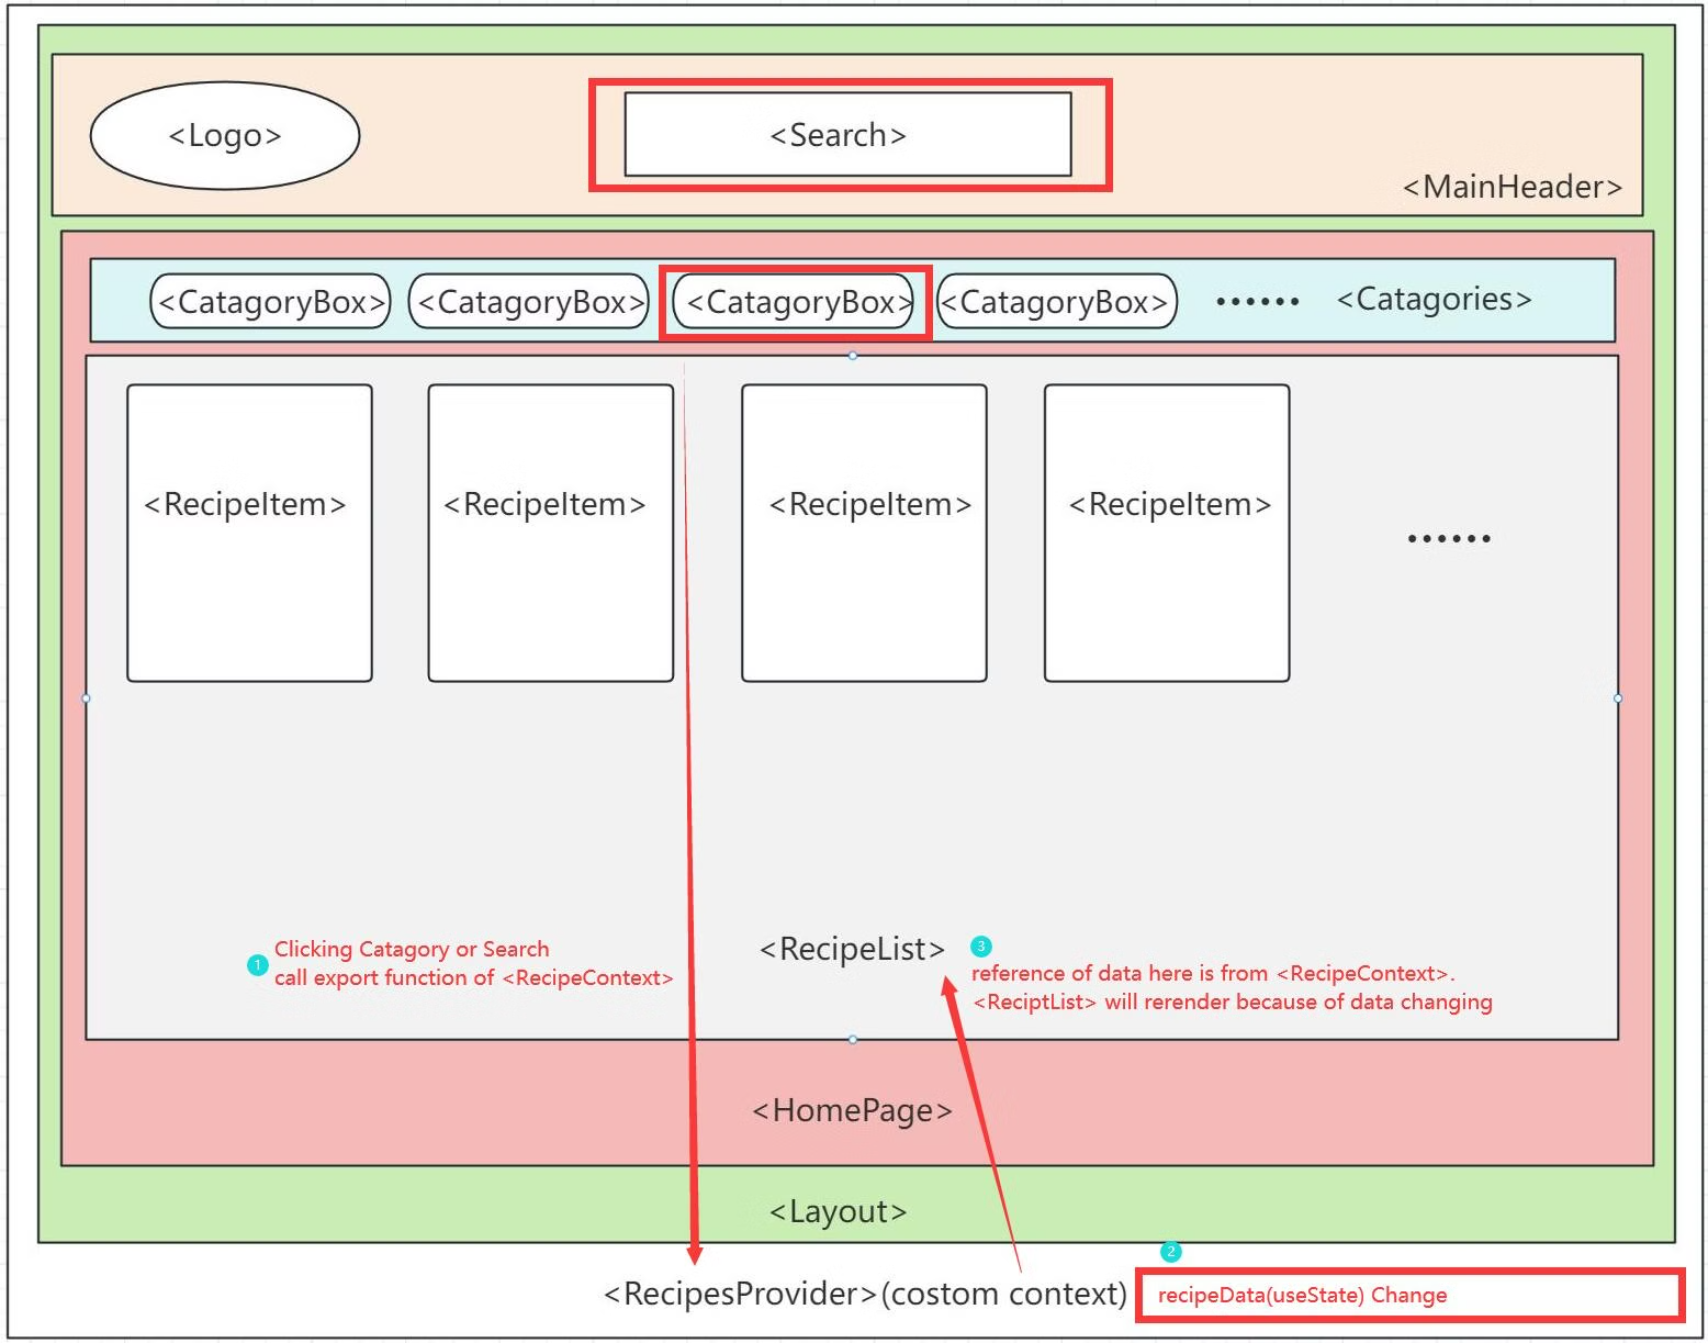 <Logo>
<Search>
<MainHeader>
<CatagoryBox>
<CatagoryBox>
<CatagoryBox>
<CatagoryBox>
......
<Catagories>
<RecipeItem>
<RecipeItem>
<RecipeItem>
<RecipeItem>
......
1
Clicking Catagory or Search
call export function of <RecipeContext>
<RecipeList>
3
reference of data here is from <RecipeContext>.
<ReciptList> will rerender because of data changing
<HomePage>
<Layout>
2
<RecipesProvider>(costom context)
recipeData(useState) Change